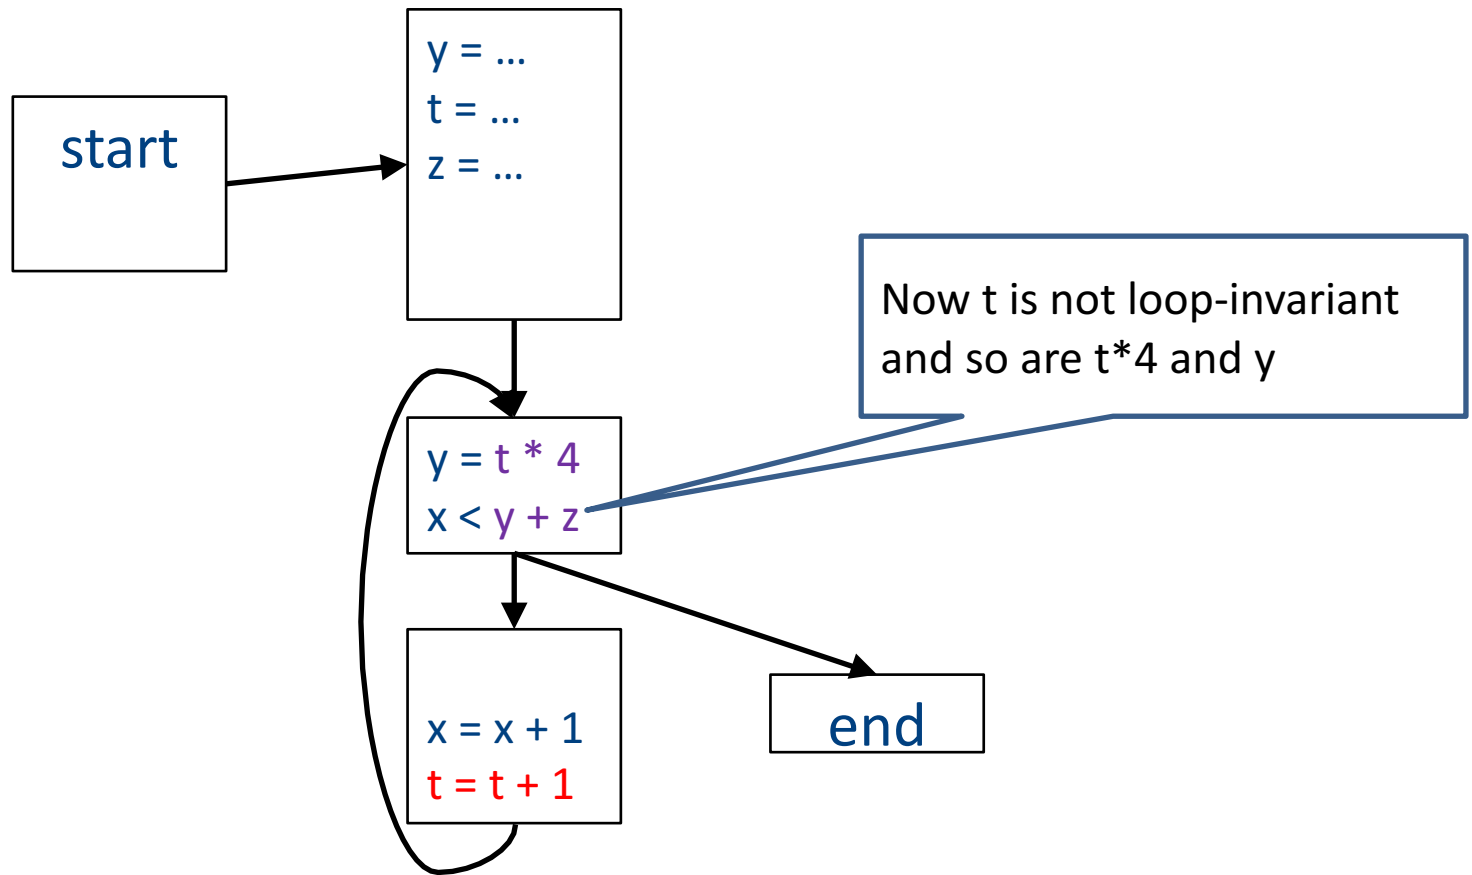 start
y = …
t = …
z = …
Now t is not loop-invariant
and so are t*4 and y
y = t * 4
x < y + z
x = x + 1
t = t + 1
end